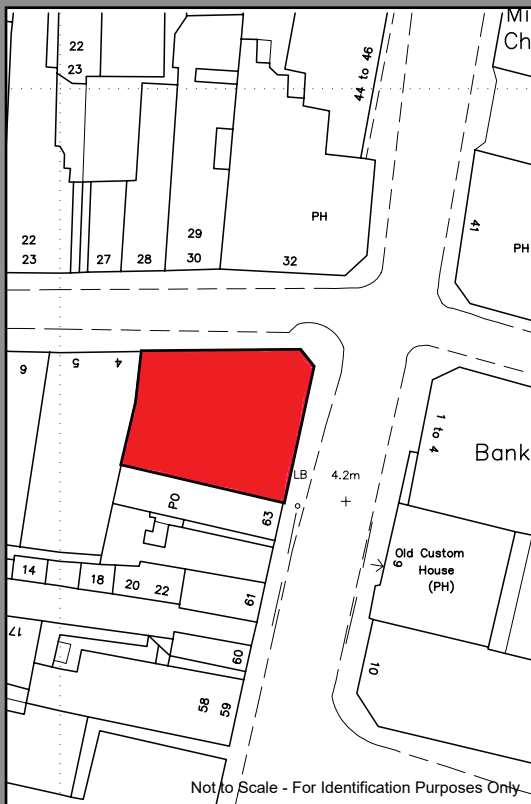 Mi
Ch
22
23
44 to 46
PH
41
PH
29
30
22
23
27
28
32
6
5
4
LB
4.2m
1 to 4
Bank
PO
63
9
Old Custom
House
(PH)
14
18
20
22
61
17
60
10
58
59
Not to Scale - For Identification Purposes Only